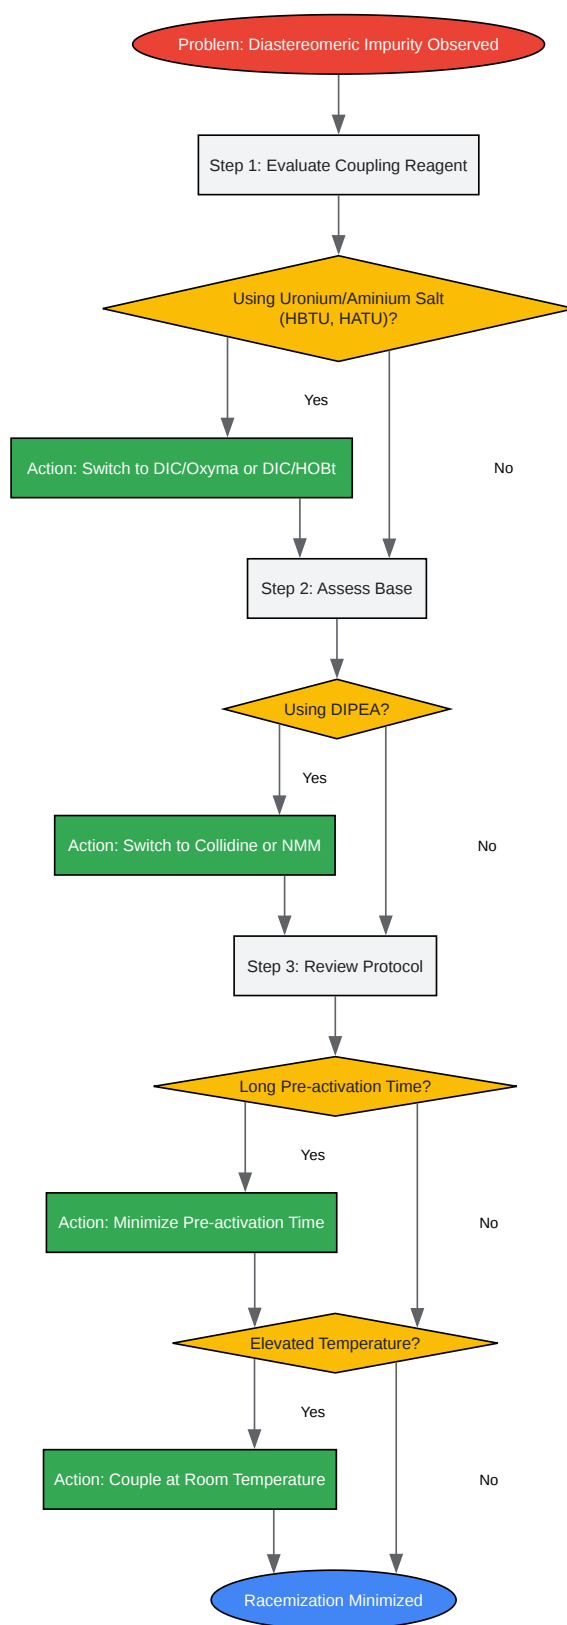 Problem: Diastereomeric Impurity Observed
Step 1: Evaluate Coupling Reagent
Using Uronium/Aminium Salt
(HBTU, HATU)?
Yes
Action: Switch to DIC/Oxyma or DIC/HOBt
No
Step 2: Assess Base
Using DIPEA?
Yes
Action: Switch to Collidine or NMM
No
Step 3: Review Protocol
Long Pre-activation Time?
Yes
Action: Minimize Pre-activation Time
No
Elevated Temperature?
Yes
Action: Couple at Room Temperature
No
Racemization Minimized